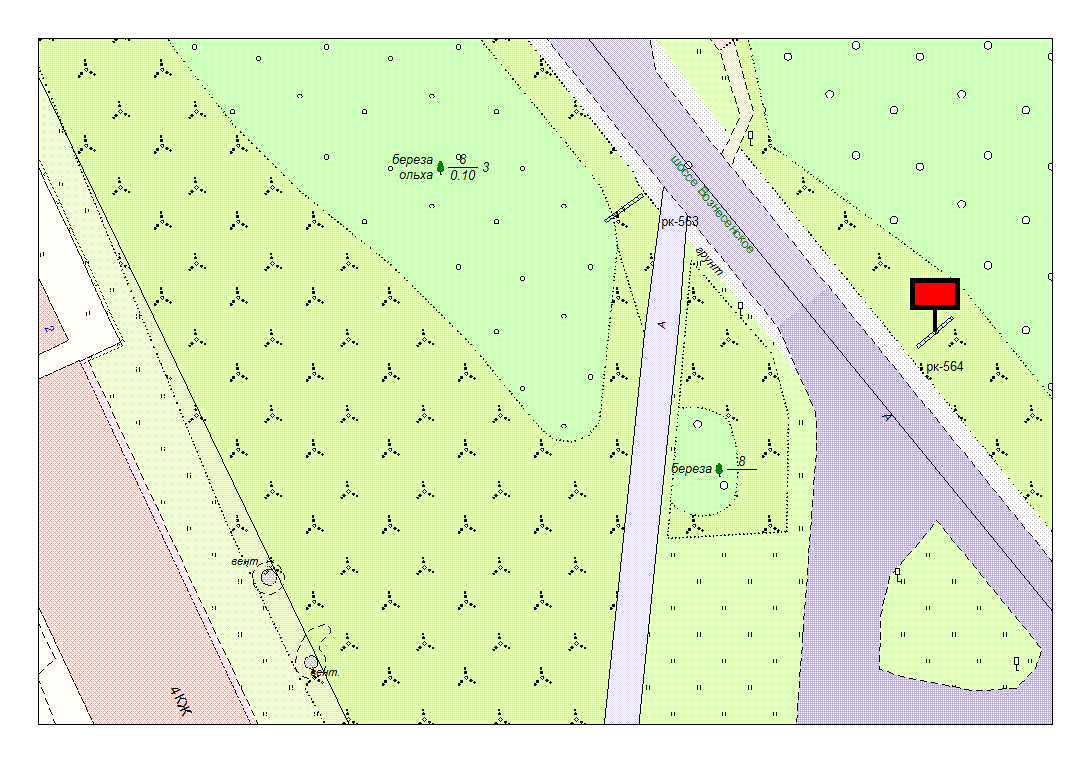 береза 8
ольха 0.10 3
шоссе Вознесенское
рк-563
грунт
2
А
рк-564
А
береза 8
вент.
вент.
4КЖ